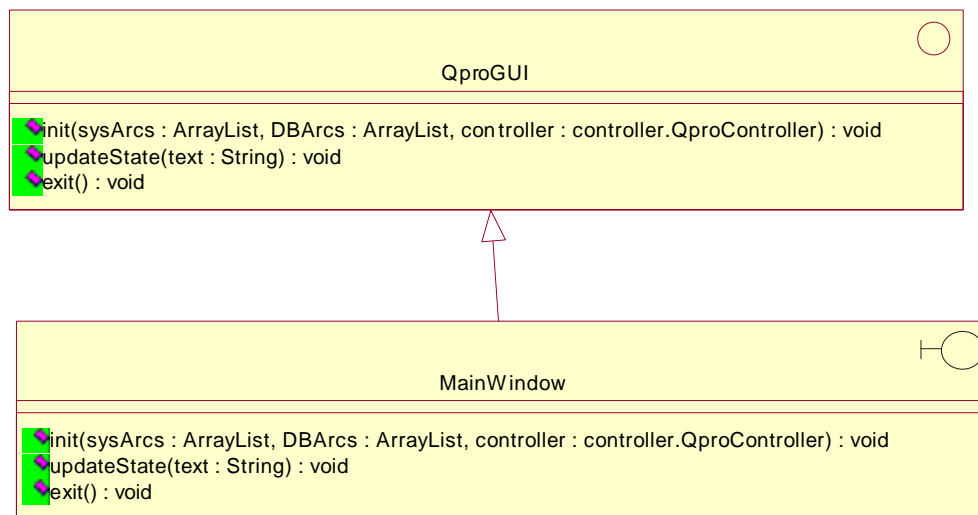 QproGUI
init(sysArcs : ArrayList, DBArcs : ArrayList, controller : controller.QproController) : void
updateState(text : String) : void
exit() : void
MainWindow
init(sysArcs : ArrayList, DBArcs : ArrayList, controller : controller.QproController) : void
updateState(text : String) : void
exit() : void